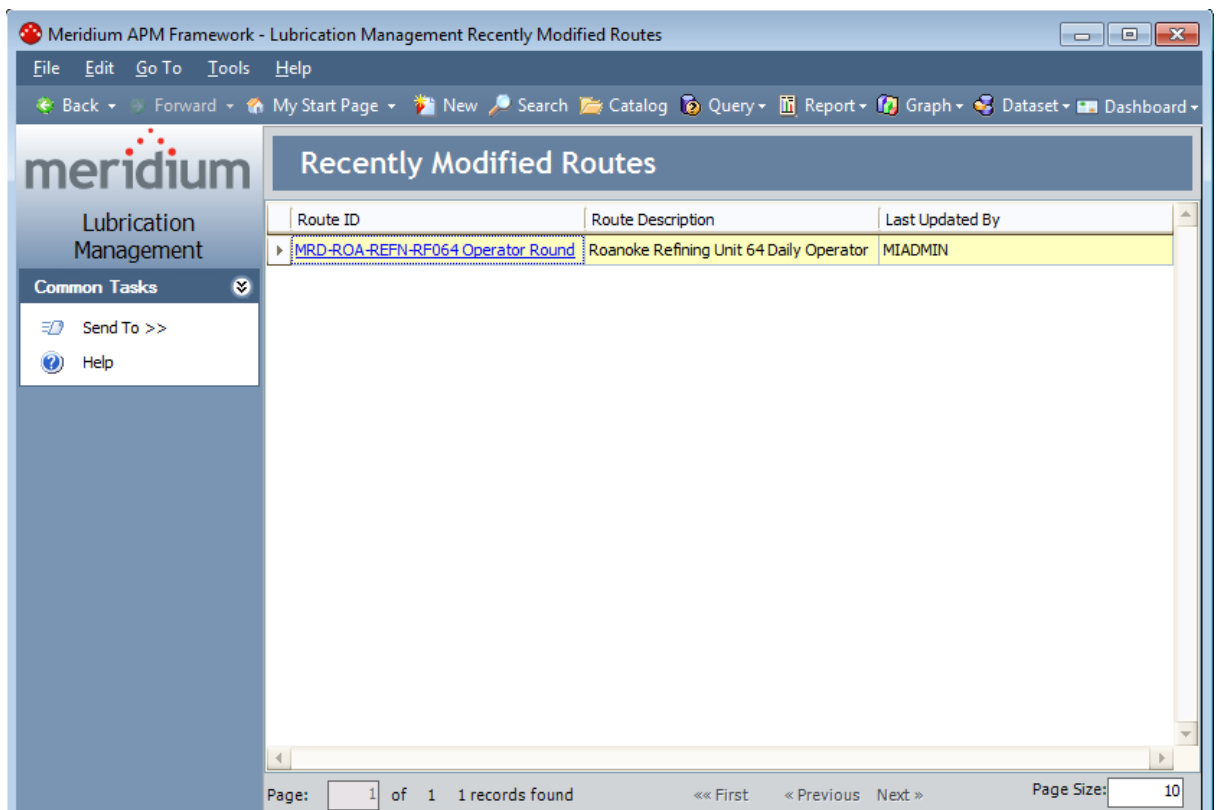 Meridium APM Framework - Lubrication Management Recently Modified Routes
File Edit Go To Tools Help
Back Forward My Start Page New Search Catalog Query Report Graph Dataset Dashboard
meridium
Recently Modified Routes
Lubrication
Management
Common Tasks
Send To >>
Help
Route ID Route Description Last Updated By
MRD-ROA-REFN-RF064 Operator Round Roanoke Refining Unit 64 Daily Operator MIADMIN
Page: 1 of 1 1 records found «« First « Previous Next » Page Size: 10